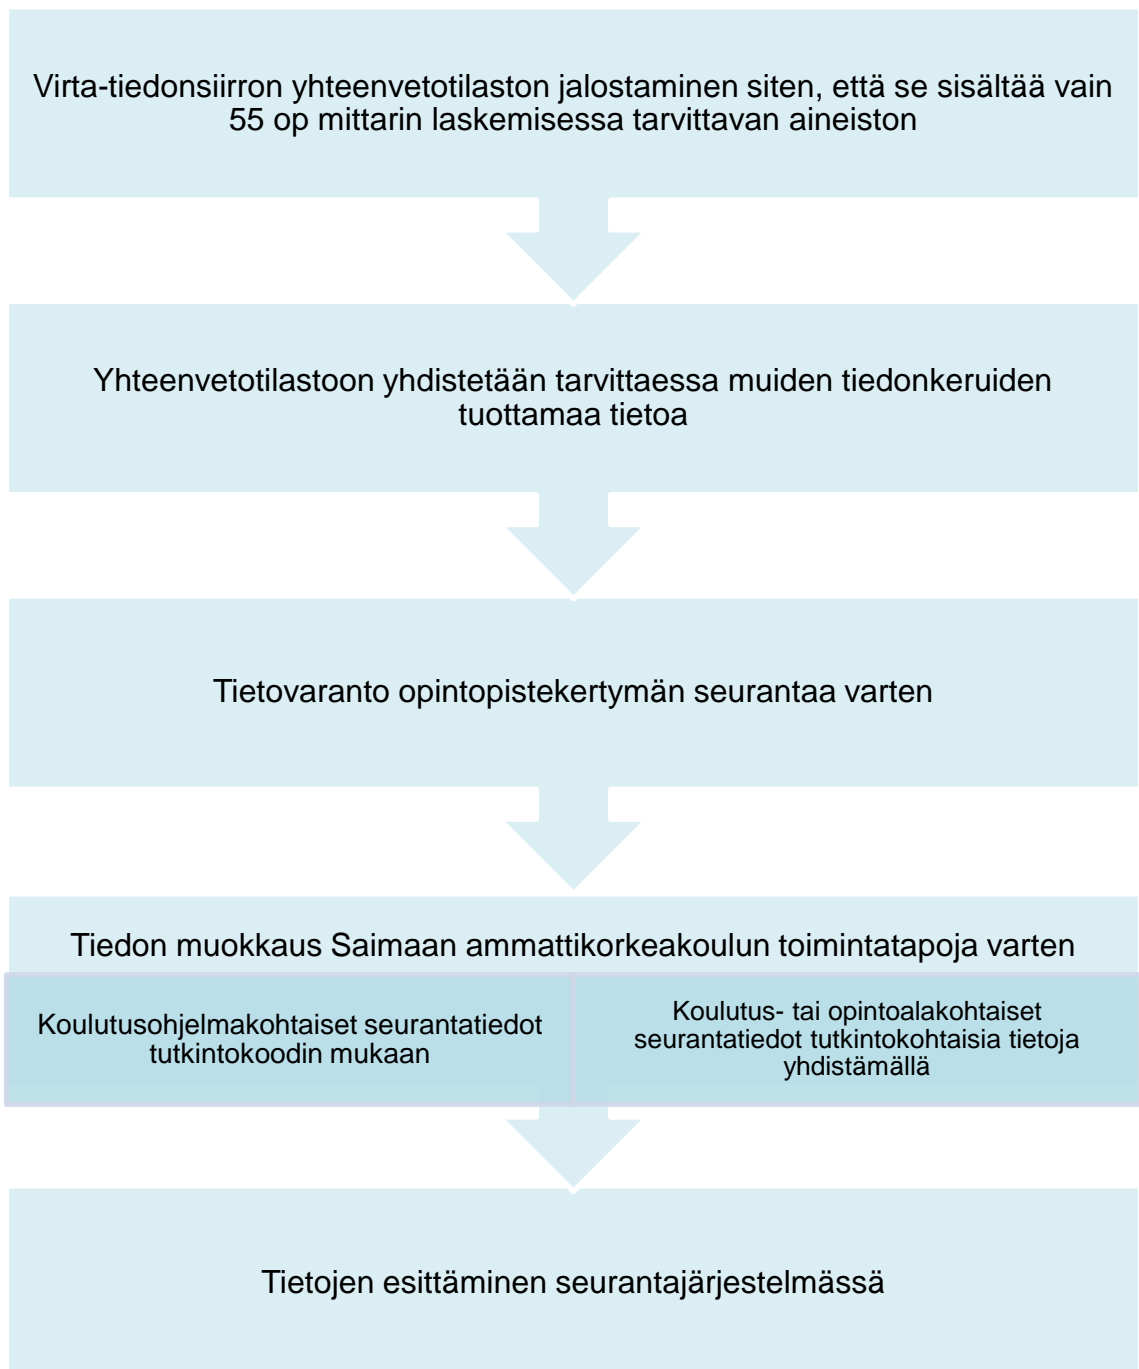 Virta-tiedonsiirron yhteenvetotilaston jalostaminen siten, että se sisältää vain
55 op mittarin laskemisessa tarvittavan aineiston
Yhteenvetotilastoon yhdistetään tarvittaessa muiden tiedonkeruiden
tuottamaa tietoa
Tietovaranto opintopistekertymän seurantaa varten
Tiedon muokkaus Saimaan ammattikorkeakoulun toimintatapoja varten
Koulutusohjelmakohtaiset seurantatiedot
tutkintokoodin mukaan
Koulutus- tai opintoalakohtaiset
seurantatiedot tutkintokohtaisia tietoja
yhdistämällä
Tietojen esittäminen seurantajärjestelmässä